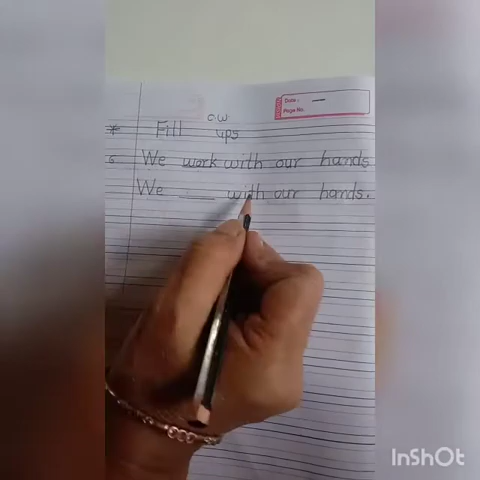 CW
* Fill ups
Date: —
Page No.
We work with our hands
We ___ with our hands.
InShOt